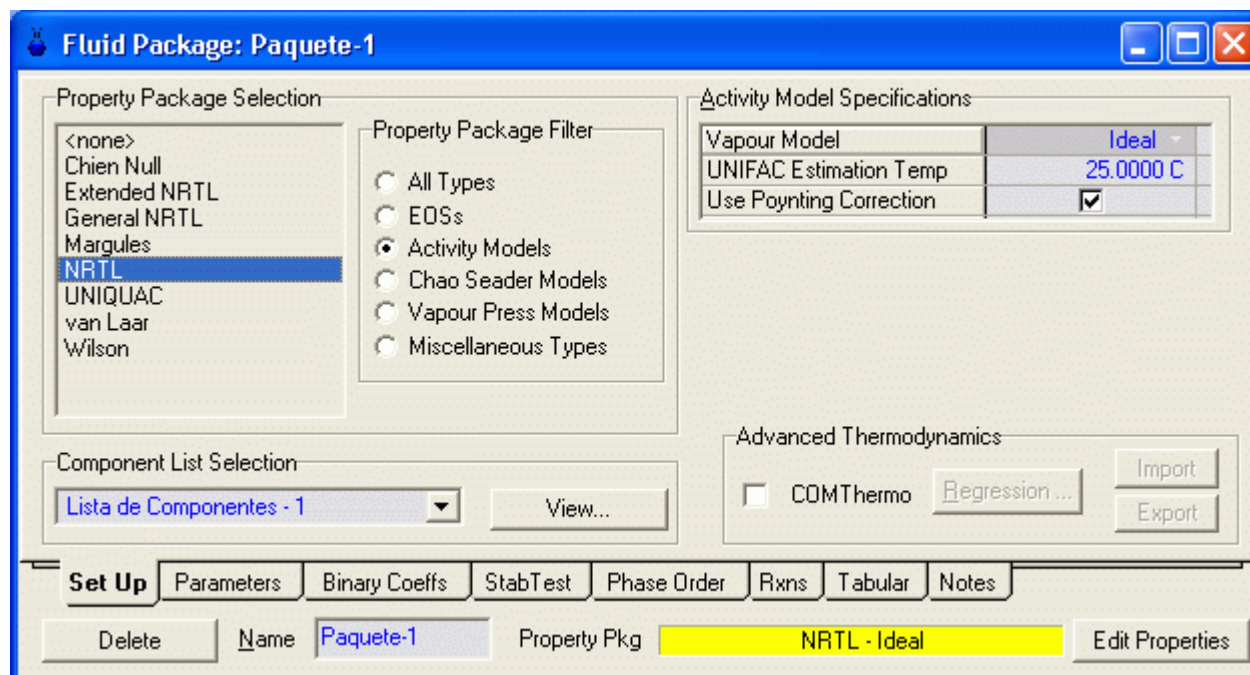 Fluid Package: Paquete-1
Property Package Selection
<none>
Chien Null
Extended NRTL
General NRTL
Margules
NRTL
UNIQUAC
van Laar
Wilson
Property Package Filter
All Types
EOSs
Activity Models
Chao Seader Models
Vapour Press Models
Miscellaneous Types
Activity Model Specifications
Vapour Model Ideal
UNIFAC Estimation Temp 25.0000 C
Use Poynting Correction
Component List Selection
Lista de Componentes - 1 View...
Advanced Thermodynamics
COMThermo Regression ...
Import
Export
Set Up Parameters Binary Coeffs StabTest Phase Order Rxns Tabular Notes
Delete Name Paquete-1 Property Pkg NRTL - Ideal Edit Properties